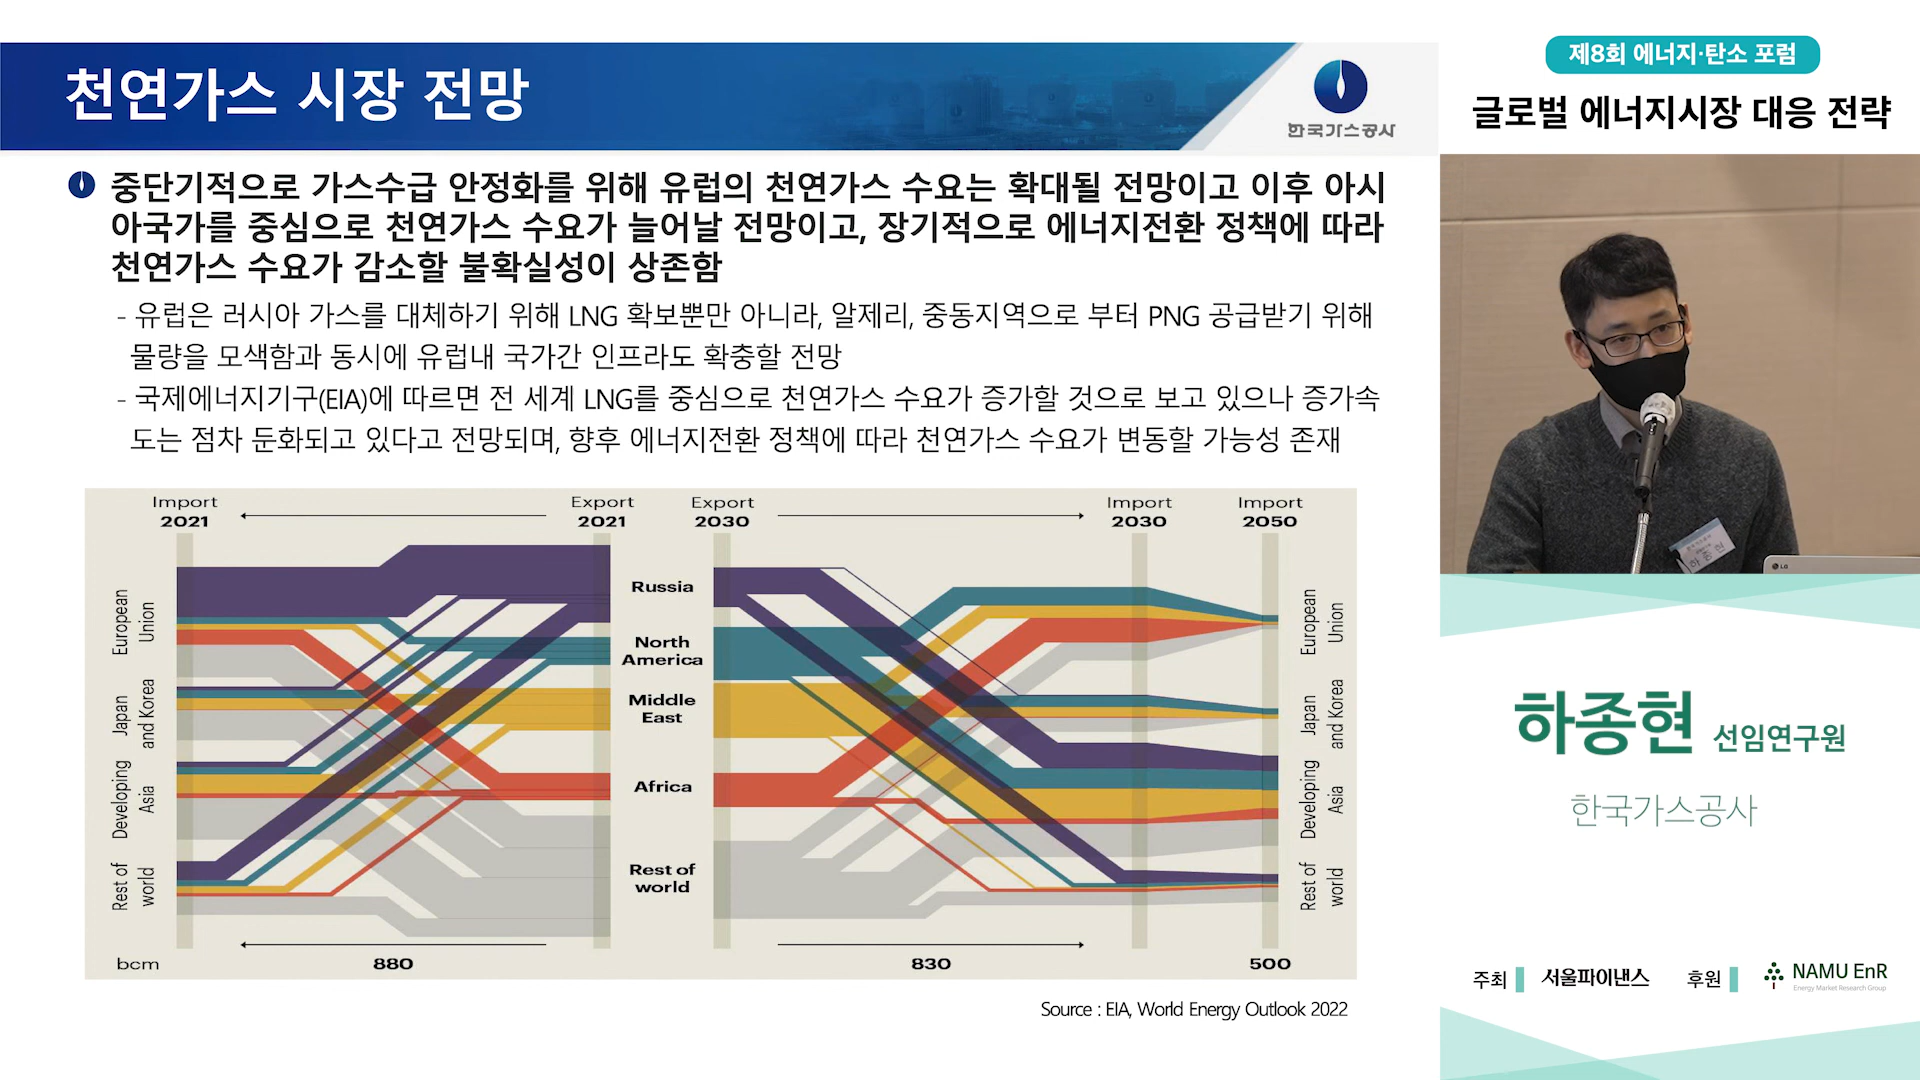 천연가스 시장 전망
한국가스공사
중단기적으로 가스수급 안정화를 위해 유럽의 천연가스 수요는 확대될 전망이고 이후 아시
아국가를 중심으로 천연가스 수요가 늘어날 전망이고, 장기적으로 에너지전환 정책에 따라
천연가스 수요가 감소할 불확실성이 상존함
- 유럽은 러시아 가스를 대체하기 위해 LNG 확보뿐만 아니라, 알제리, 중동지역으로 부터 PNG 공급받기 위해
물량을 모색함과 동시에 유럽내 국가간 인프라도 확충할 전망
- 국제에너지기구(EIA)에 따르면 전 세계 LNG를 중심으로 천연가스 수요가 증가할 것으로 보고 있으나 증가속
도는 점차 둔화되고 있다고 전망되며, 향후 에너지전환 정책에 따라 천연가스 수요가 변동할 가능성 존재
Import
2021
Export
2021
Export
2030
Import
2030
Import
2050
European
Union
Japan
and Korea
Developing
Asia
Rest of
world
Russia
North
America
Middle
East
Africa
Rest of
world
European
Union
Japan
and Korea
Developing
Asia
Rest of
world
bcm
880
830
500
Source : EIA, World Energy Outlook 2022
제8회 에너지·탄소 포럼
글로벌 에너지시장 대응 전략
하종현
LG
하종현 선임연구원
한국가스공사
주최 서울파이낸스
후원 NAMU EnR
Energy Market Research Group